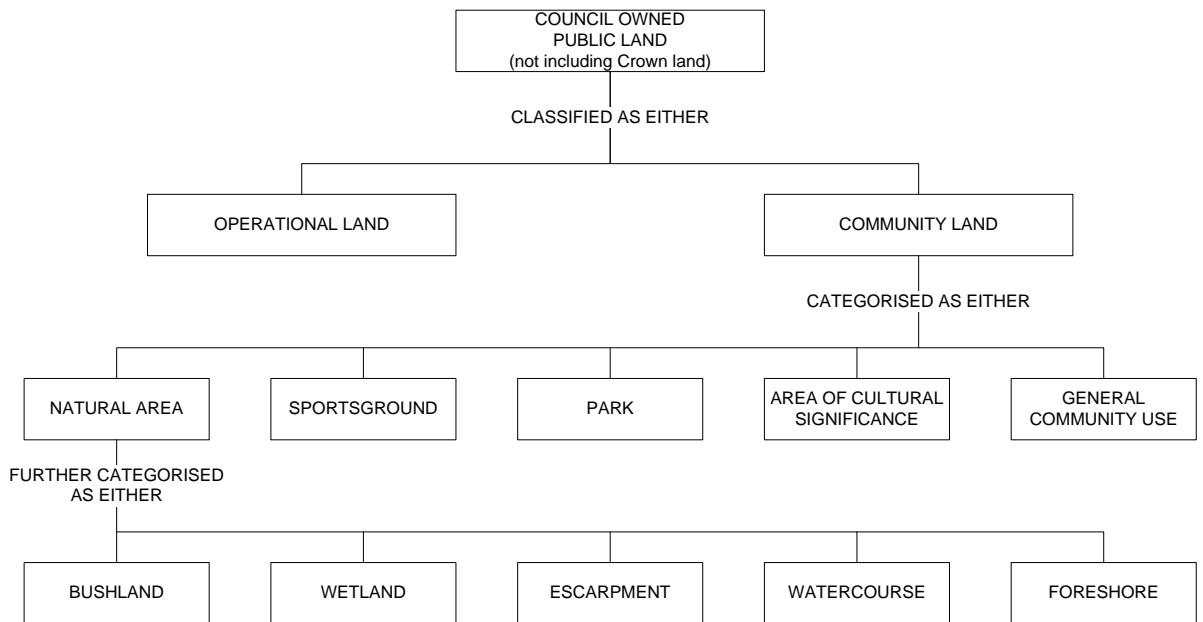 COUNCIL OWNED
PUBLIC LAND
(not including Crown land)
CLASSIFIED AS EITHER
OPERATIONAL LAND
COMMUNITY LAND
CATEGORISED AS EITHER
NATURAL AREA
SPORTSGROUND
PARK
AREA OF CULTURAL
SIGNIFICANCE
GENERAL
COMMUNITY USE
FURTHER CATEGORISED
AS EITHER
BUSHLAND
WETLAND
ESCARPMENT
WATERCOURSE
FORESHORE